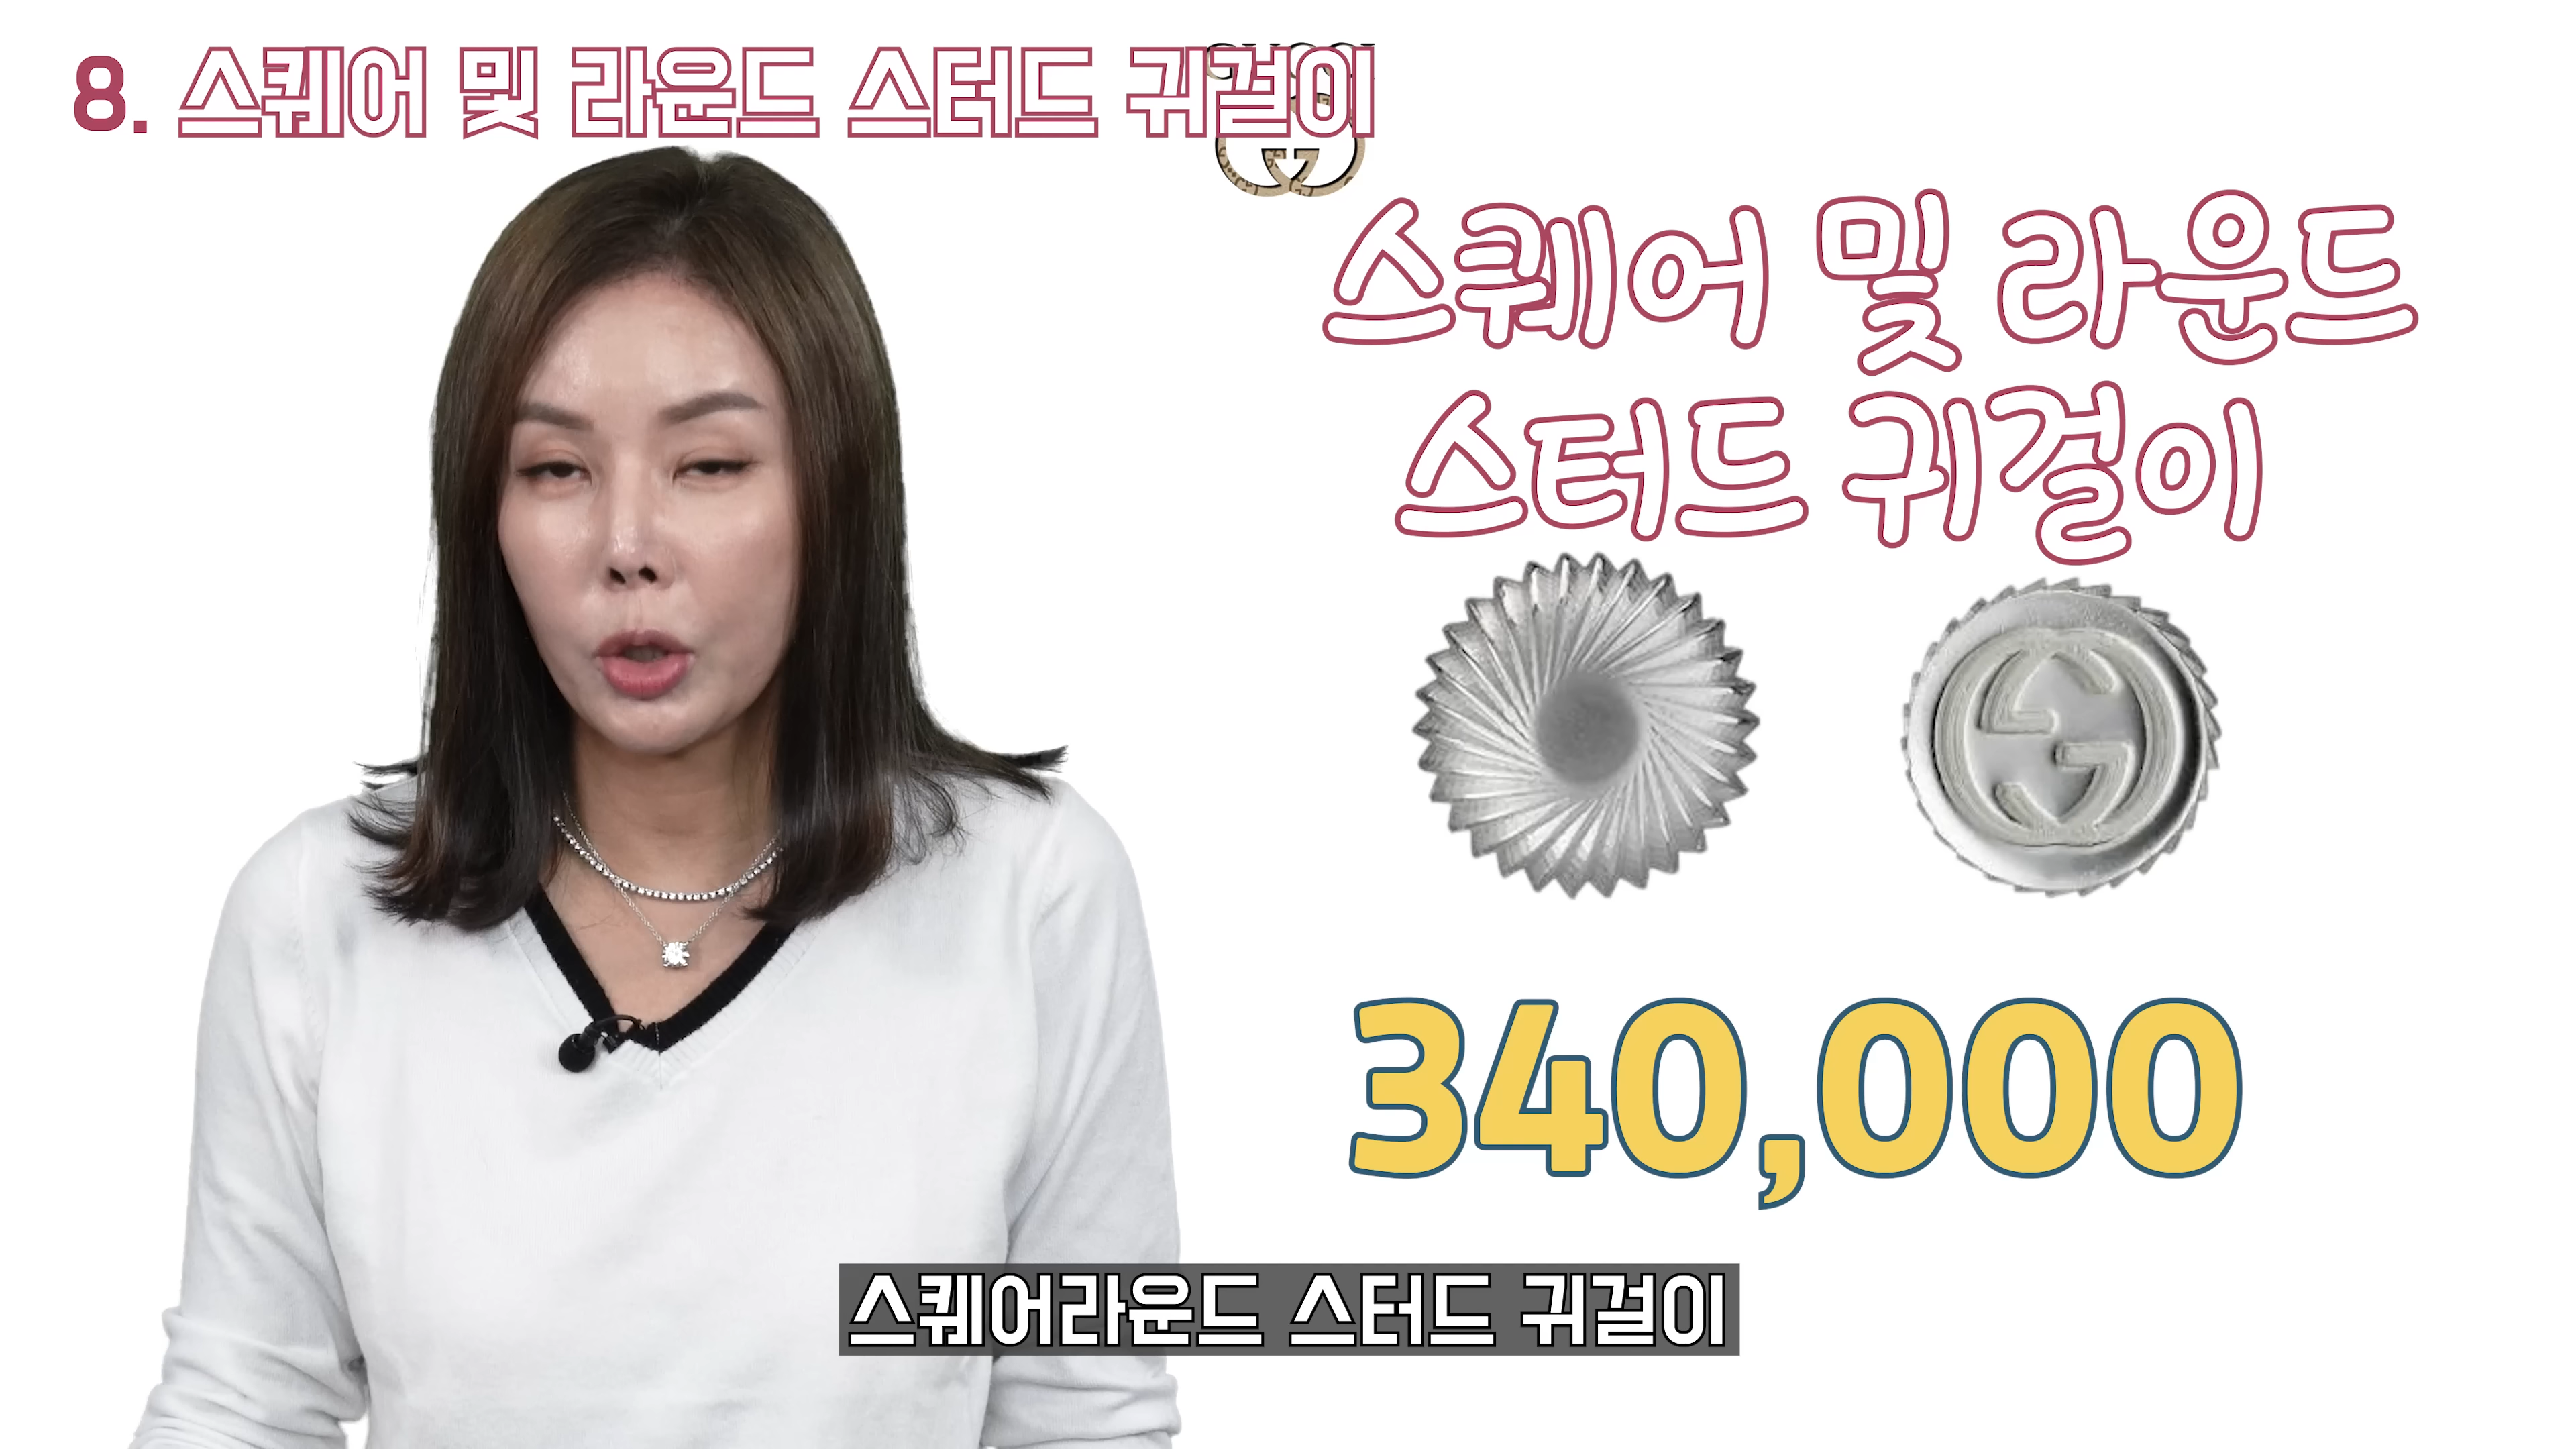 8. 스퀘어 및 라운드 스터드 귀걸이
스퀘어 및 라운드
스터드 귀걸이
340,000
스퀘어라운드 스터드 귀걸이